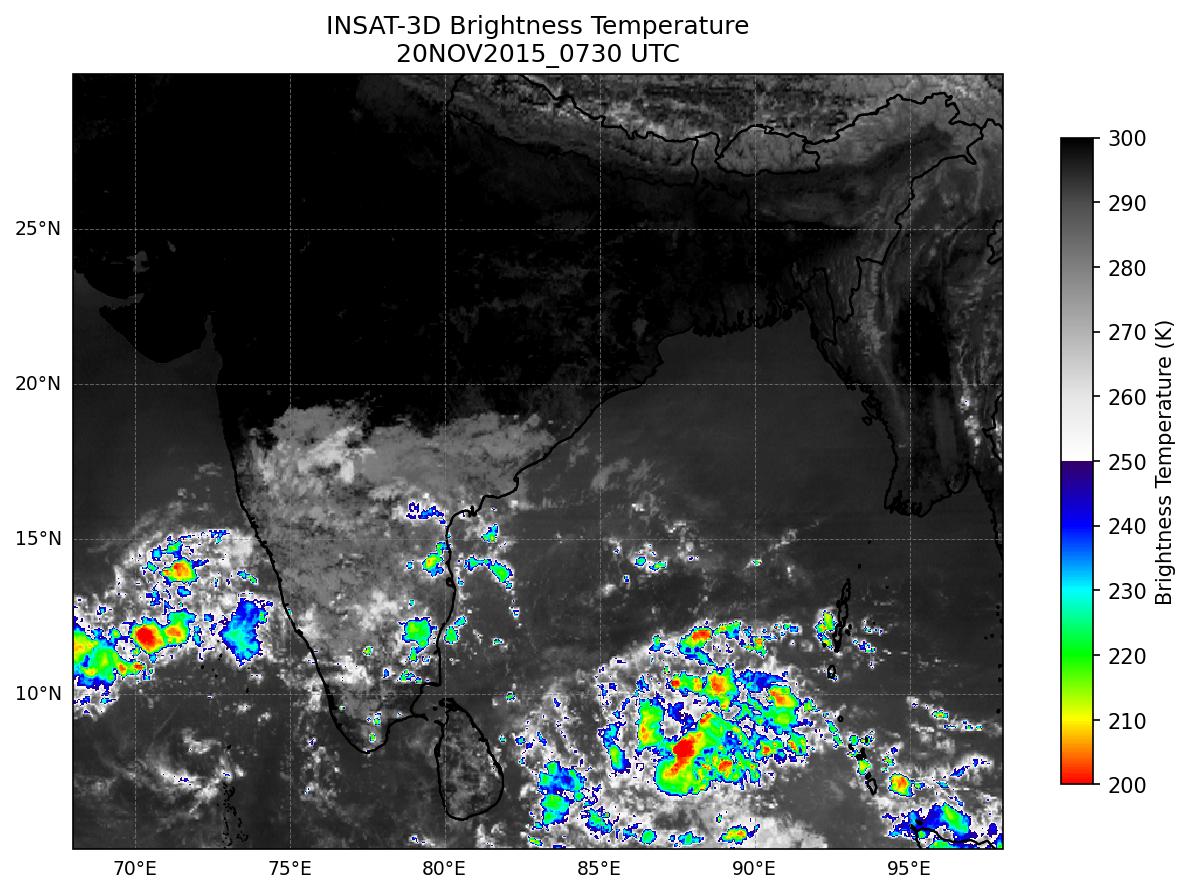 INSAT-3D Brightness Temperature
20NOV2015_0730 UTC
25°N
20°N
15°N
10°N
70°E
75°E
80°E
85°E
90°E
95°E
300
290
280
270
260
250
240
230
220
210
200
Brightness Temperature (K)